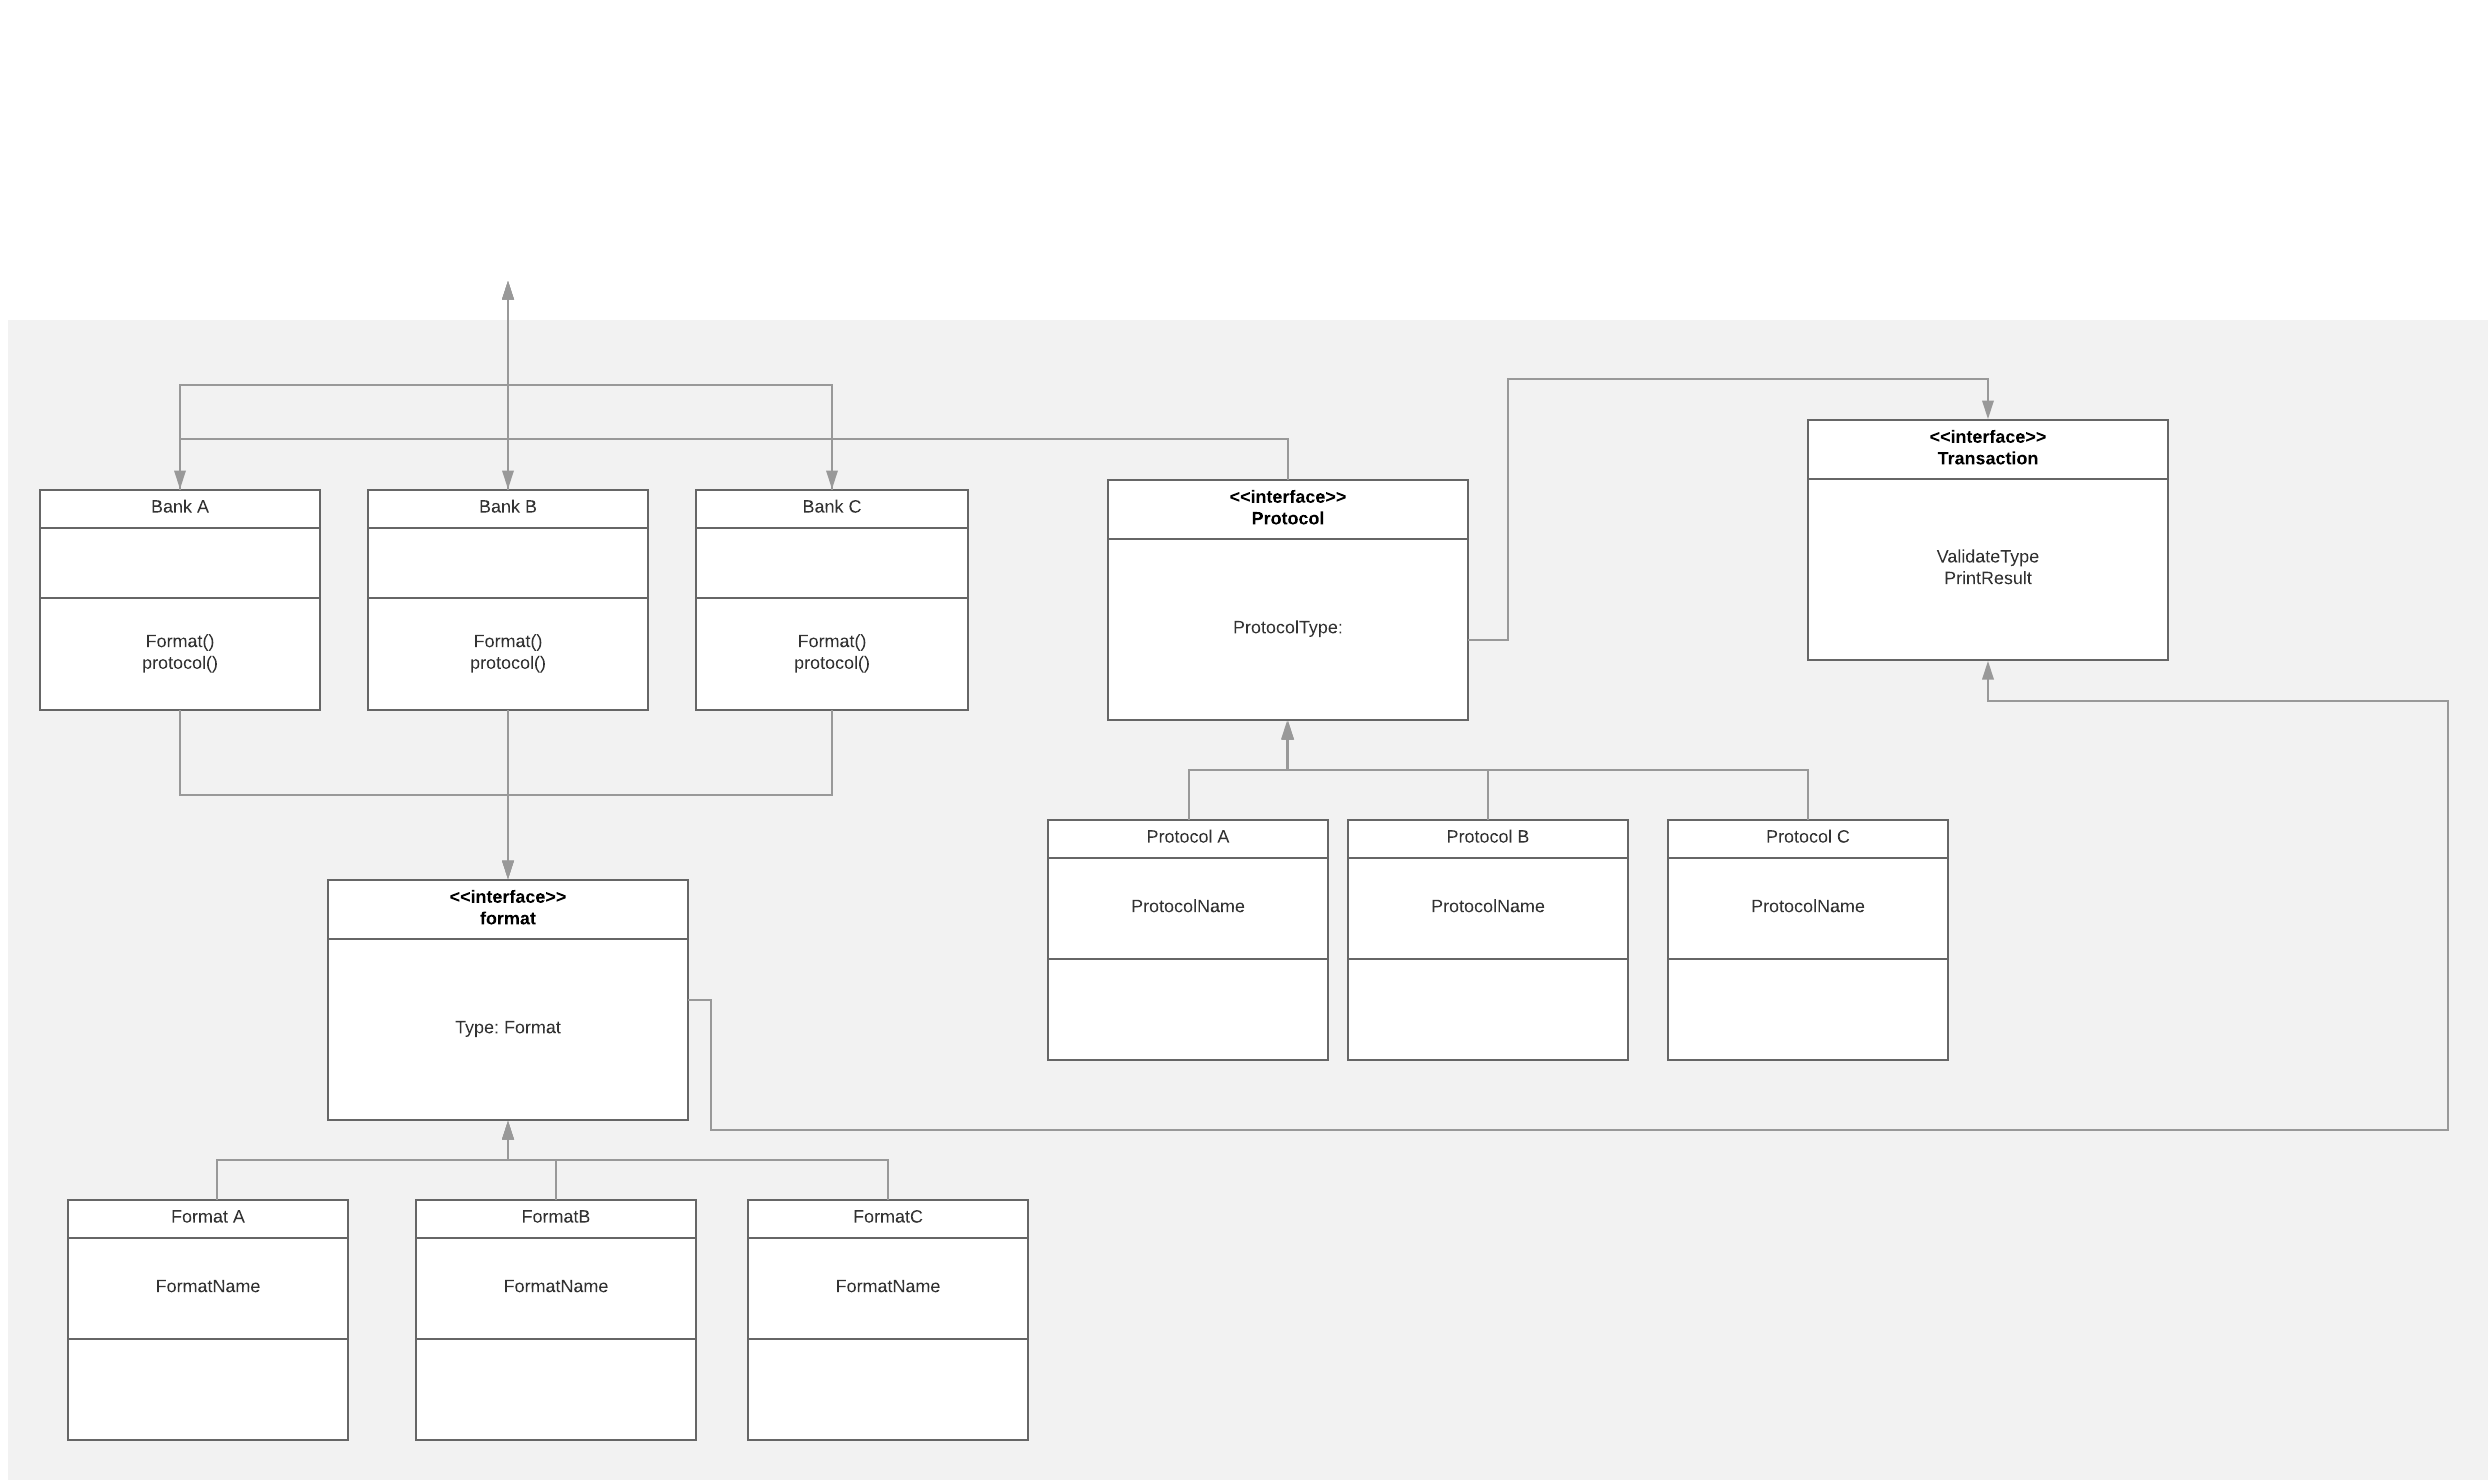 <<interface>>
Transaction
ValidateType
PrintResult
<<interface>>
Protocol
ProtocolType:
Bank A
Format()
protocol()
Bank B
Format()
protocol()
Bank C
Format()
protocol()
Protocol A
ProtocolName
Protocol B
ProtocolName
Protocol C
ProtocolName
<<interface>>
format
Type: Format
Format A
FormatName
FormatB
FormatName
FormatC
FormatName